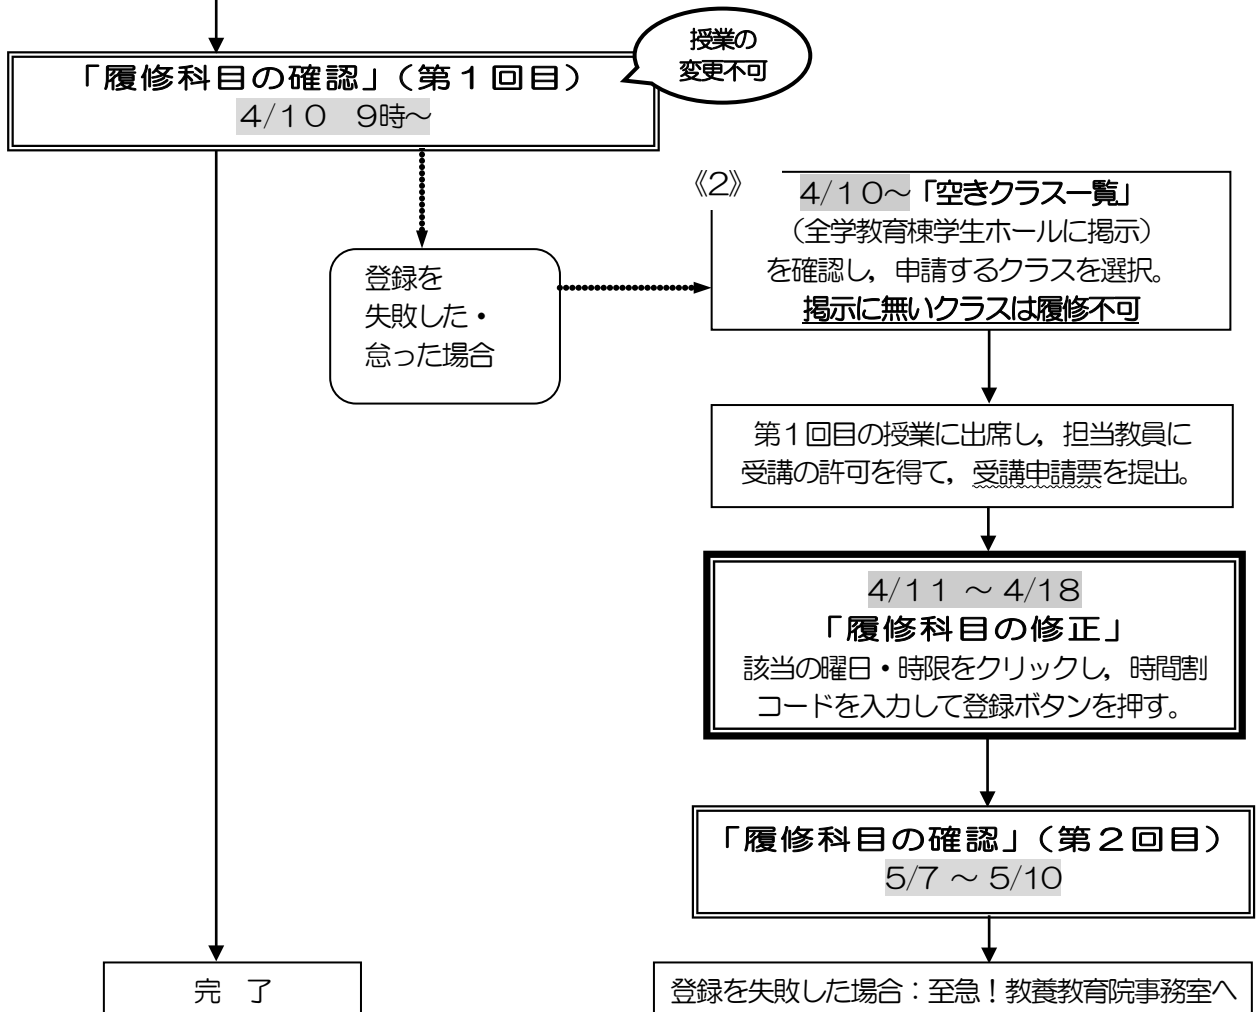 授業の
変更不可
「履修科目の確認」（第１回目）
4/１０　９時～
《2》
4/１０～「空きクラス一覧」
（全学教育棟学生ホールに掲示）
を確認し，申請するクラスを選択。
掲示に無いクラスは履修不可
登録を
失敗した・
怠った場合
第１回目の授業に出席し，担当教員に
受講の許可を得て，受講申請票を提出。
4/１１ ～ 4/１８
「履修科目の修正」
該当の曜日・時限をクリックし，時間割
コードを入力して登録ボタンを押す。
「履修科目の確認」（第２回目）
5/7 ～ 5/10
完　了
登録を失敗した場合：至急！教養教育院事務室へ